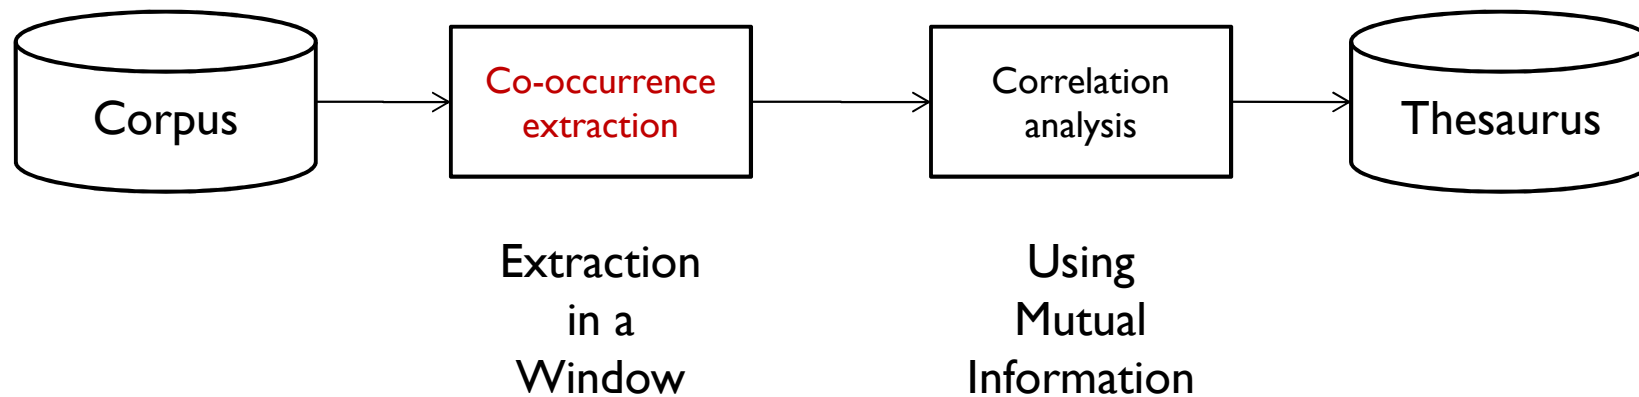 Corpus
Co-occurrence
extraction
Correlation
analysis
Thesaurus
Extraction
in a
Window
Using
Mutual
Information